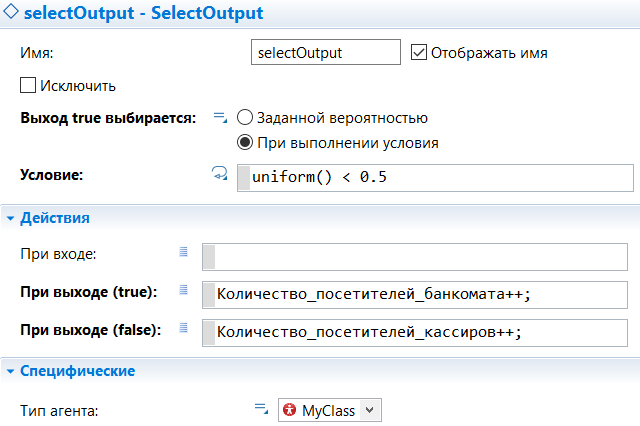 selectOutput - SelectOutput
Имя: selectOutput Отображать имя
Исключить
Выход true выбирается: Заданной вероятностью
При выполнении условия
Условие: uniform() < 0.5
Действия
При входе:
При выходе (true): Количество_посетителей_банкомата++;
При выходе (false): Количество_посетителей_кассиров++;
Специфические
Тип агента: MyClass